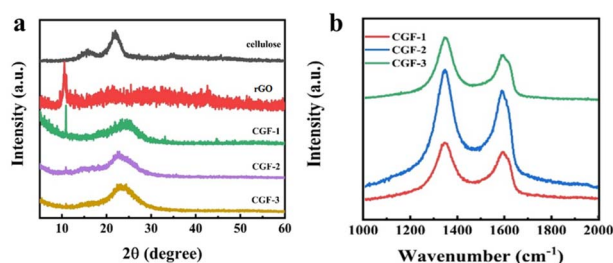 a
cellulose
rGO
CGF-1
CGF-2
CGF-3
Intensity (a.u.)
10 20 30 40 50 60
2θ (degree)
b
CGF-1
CGF-2
CGF-3
Intensity (a.u.)
1000 1200 1400 1600 1800 2000
Wavenumber (cm⁻¹)